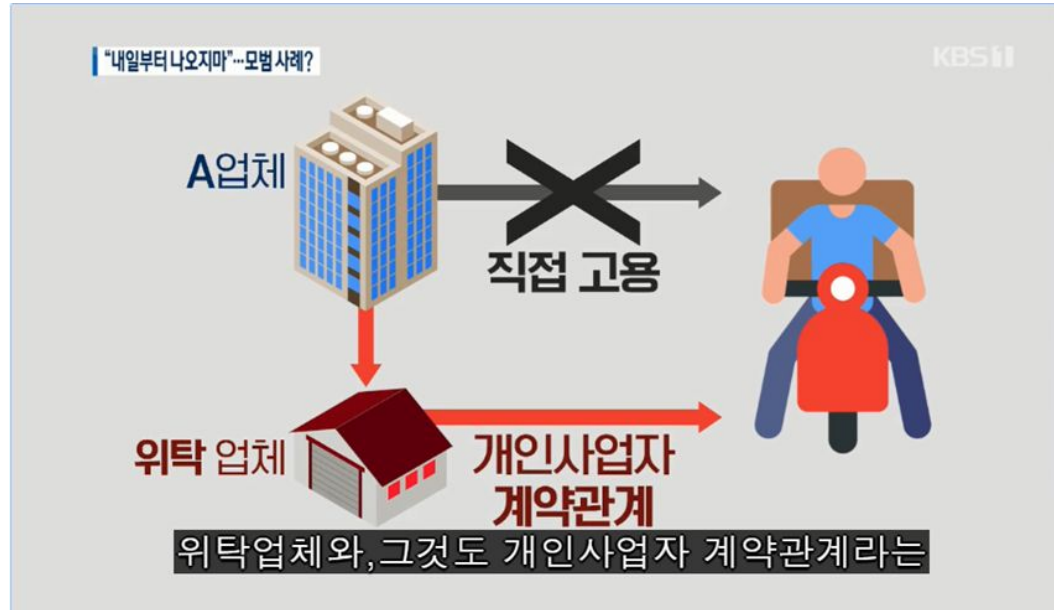 "내일부터 나오지마"…모범 사례?
KBS 1
A업체
직접 고용
위탁 업체
개인사업자
계약관계
위탁업체와,그것도 개인사업자 계약관계라는